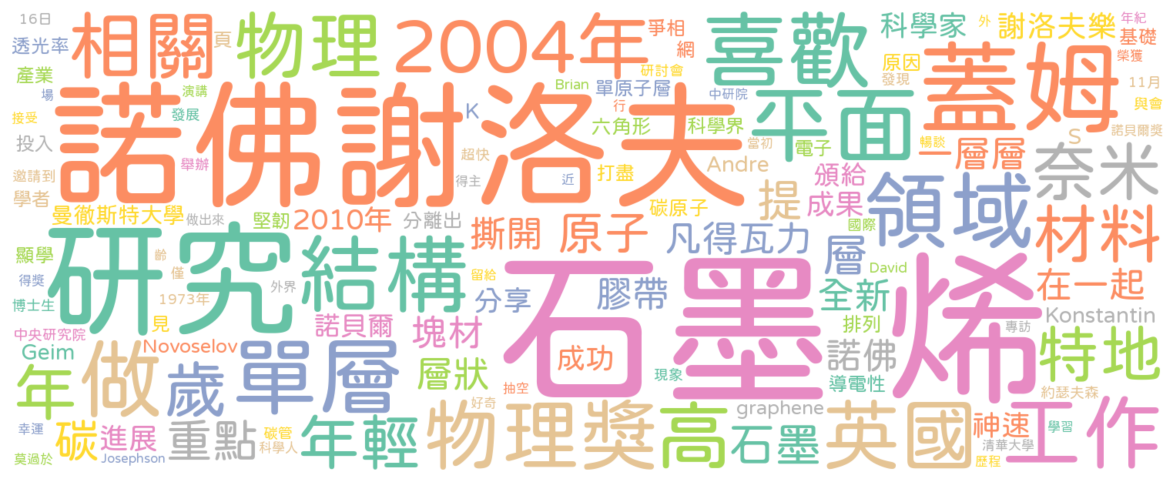 16日
相關
物理
2004年
爭相
喜歡
科學家
外
謝洛夫樂
年紀
透光率
頁
網
原因
基礎
榮獲
產業
研討會
發現
蓋姆
場
演講
諾佛謝洛夫
Brian
單原子層
中研院
平面
11月
與會
接受
發展
K
行
六角形
科學界
電子
當初
暢談
S
諾貝爾獎
投入
舉辦
超快
打盡
Andre
一層層
奈米
邀請到
學者
得主
近
碳原子
提
頒給
成果
領域
曼徹斯特大學
做出來
堅韌
2010年
分離出
撕開
原子
凡得瓦力
國際
層
材料
顯學
研究
齡
僅
結構
留給
石墨烯
David
得獎
1973年
外界
分享
膠帶
全新
在一起
博士生
見
諾貝爾
塊材
排列
專訪
Konstantin
中央研究院
Geim
Novoselov
成功
諾佛
特地
年
做
歲
單層
層狀
抽空
現象
導電性
約瑟夫森
幸運
碳
進展
重點
碳管
科學人
年輕
好奇
物理獎
高
graphene
石墨
英國
神速
清華大學
學習
工作
莫過於
Josephson
歷程